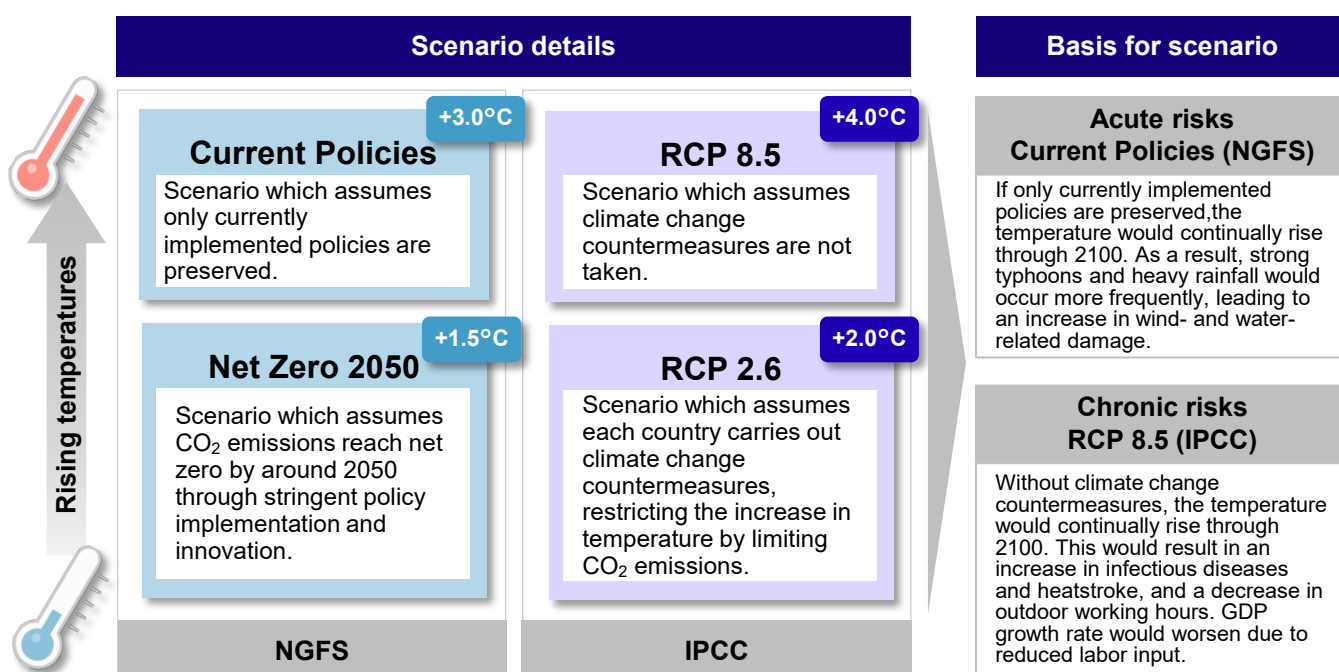 Scenario details
Basis for scenario
Rising temperatures
+3.0°C
Current Policies
Scenario which assumes
only currently
implemented policies are
preserved.
+1.5°C
Net Zero 2050
Scenario which assumes
CO₂ emissions reach net
zero by around 2050
through stringent policy
implementation and
innovation.
NGFS
+4.0°C
RCP 8.5
Scenario which assumes
climate change
countermeasures are not
taken.
+2.0°C
RCP 2.6
Scenario which assumes
each country carries out
climate change
countermeasures,
restricting the increase in
temperature by limiting
CO₂ emissions.
IPCC
Acute risks
Current Policies (NGFS)
If only currently implemented
policies are preserved,the
temperature would continually rise
through 2100. As a result, strong
typhoons and heavy rainfall would
occur more frequently, leading to
an increase in wind- and water-
related damage.
Chronic risks
RCP 8.5 (IPCC)
Without climate change
countermeasures, the temperature
would continually rise through
2100. This would result in an
increase in infectious diseases
and heatstroke, and a decrease in
outdoor working hours. GDP
growth rate would worsen due to
reduced labor input.